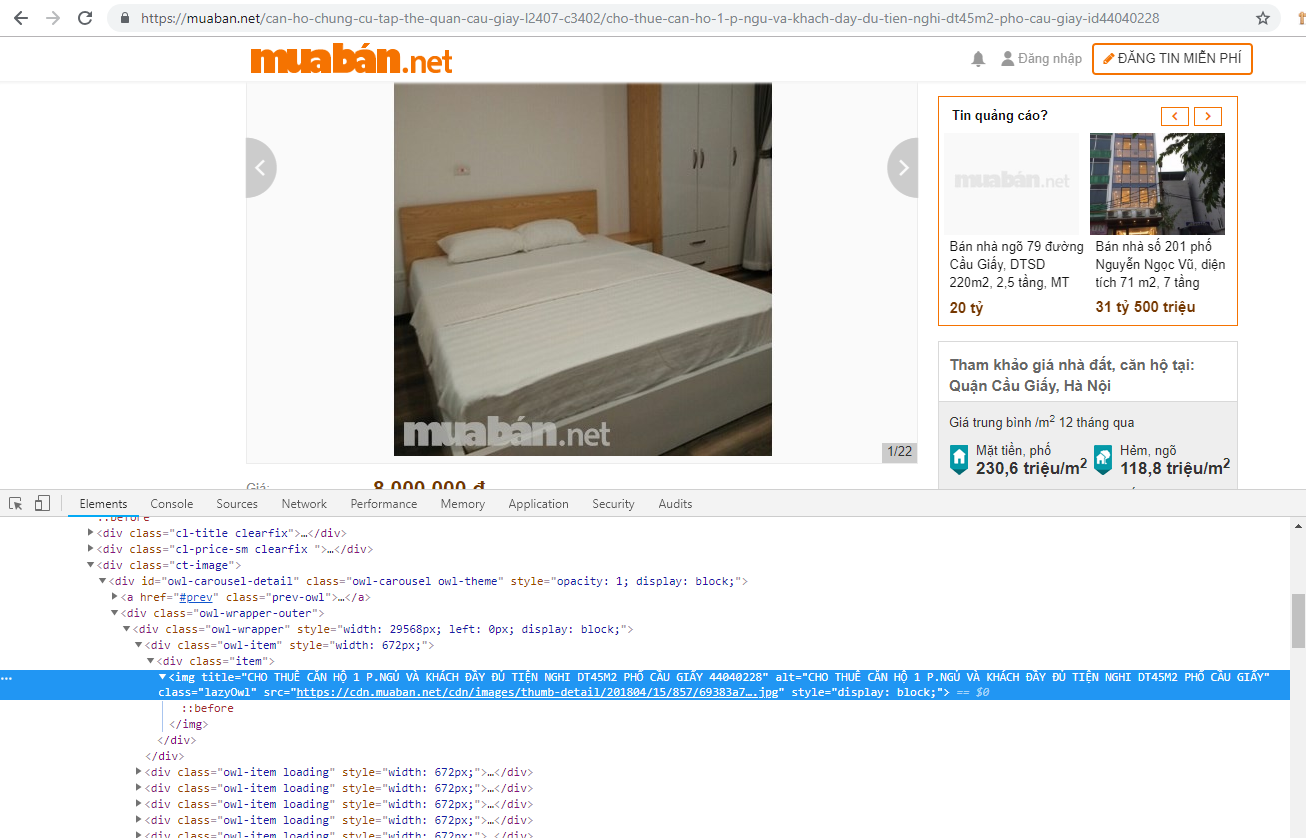 https://muaban.net/can-ho-chung-cu-tap-the-quan-cau-giay-l2407-c3402/cho-thue-can-ho-1-p-ngu-va-khach-day-du-tien-nghi-dt45m2-pho-cau-giay-id44040228
muabán.net
Đăng nhập
ĐĂNG TIN MIỄN PHÍ
muabán.net
1/22
Giá:
8.000.000 đ
Tin quảng cáo?
muabán.net
Bán nhà ngõ 79 đường
Cầu Giấy, DTSD
220m2, 2,5 tầng, MT
20 tỷ
Bán nhà số 201 phố
Nguyễn Ngọc Vũ, diện
tích 71 m2, 7 tầng
31 tỷ 500 triệu
Tham khảo giá nhà đất, căn hộ tại:
Quận Cầu Giấy, Hà Nội
Giá trung bình /m2 12 tháng qua
Mặt tiền, phố
230,6 triệu/m2
Hẻm, ngõ
118,8 triệu/m2
Elements Console Sources Network Performance Memory Application Security Audits
::before
<div class="cl-title clearfix">…</div>
<div class="cl-price-sm clearfix ">…</div>
<div class="ct-image">
<div id="owl-carousel-detail" class="owl-carousel owl-theme" style="opacity: 1; display: block;">
<a href="#prev" class="prev-owl">…</a>
<div class="owl-wrapper-outer">
<div class="owl-wrapper" style="width: 29568px; left: 0px; display: block;">
<div class="owl-item" style="width: 672px;">
<div class="item">
<img title="CHO THUÊ CĂN HỘ 1 P.NGỦ VÀ KHÁCH ĐẦY ĐỦ TIỆN NGHI DT45M2 PHỐ CẦU GIẤY 44040228" alt="CHO THUÊ CĂN HỘ 1 P.NGỦ VÀ KHÁCH ĐẦY ĐỦ TIỆN NGHI DT45M2 PHỐ CẦU GIẤY"
class="lazyOwl" src="https://cdn.muaban.net/cdn/images/thumb-detail/201804/15/857/69383a7….jpg" style="display: block;"> == $0
::before
</img>
</div>
</div>
<div class="owl-item loading" style="width: 672px;">…</div>
<div class="owl-item loading" style="width: 672px;">…</div>
<div class="owl-item loading" style="width: 672px;">…</div>
<div class="owl-item loading" style="width: 672px;">…</div>
<div class="owl-item loading" style="width: 672px;">…</div>